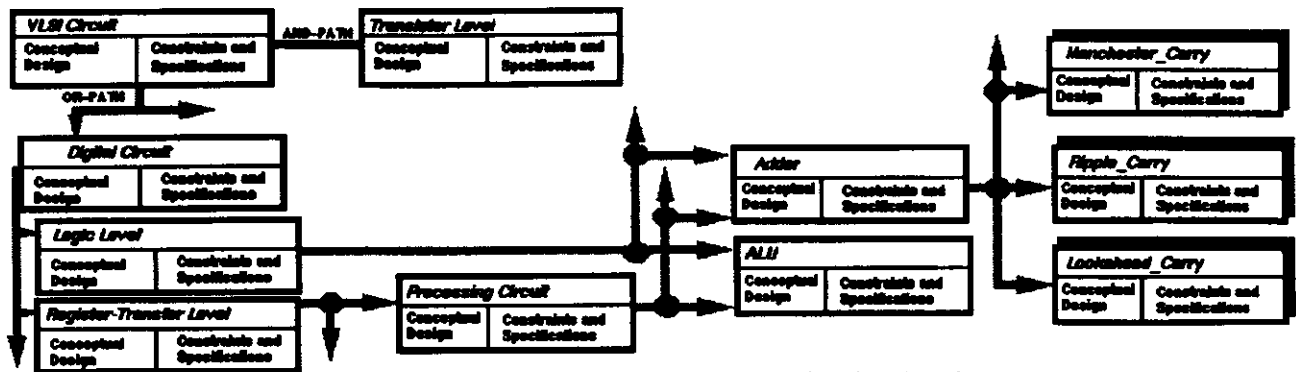 VLSI Circuit
Conceptual
Design
Constraints and
Specifications
AND-PATH
Transistor Level
Conceptual
Design
Constraints and
Specifications
OR-PATH
Digital Circuit
Conceptual
Design
Constraints and
Specifications
Logic Level
Conceptual
Design
Constraints and
Specifications
Register-Transfer Level
Conceptual
Design
Constraints and
Specifications
Processing Circuit
Conceptual
Design
Constraints and
Specifications
Adder
Conceptual
Design
Constraints and
Specifications
ALU
Conceptual
Design
Constraints and
Specifications
Manchester_Carry
Conceptual
Design
Constraints and
Specifications
Ripple_Carry
Conceptual
Design
Constraints and
Specifications
Lookahead_Carry
Conceptual
Design
Constraints and
Specifications